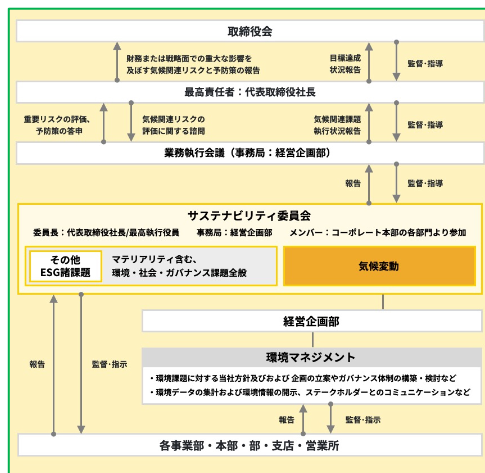 取締役会
財務または戦略面での重大な影響を
及ぼす気候関連リスクと予防策の報告
目標達成
状況報告
監督・指導
最高責任者：代表取締役社長
重要リスクの評価、
予防策の答申
気候関連リスクの
評価に関する諮問
気候関連課題
執行状況報告
監督・指導
業務執行会議（事務局：経営企画部）
報告
監督・指導
サステナビリティ委員会
委員長：代表取締役社長/最高執行役員 事務局：経営企画部 メンバー：コーポレート本部の各部門より参加
その他
ESG諸課題
マテリアリティ含む、
環境・社会・ガバナンス課題全般
気候変動
経営企画部
環境マネジメント
・環境課題に対する当社方針及びおよび 企画の立案やガバナンス体制の構築・検討など
・環境データの集計および環境情報の開示、ステークホルダーとのコミュニケーションなど
報告
監督・指示
報告
監督・指示
各事業部・本部・部・支店・営業所